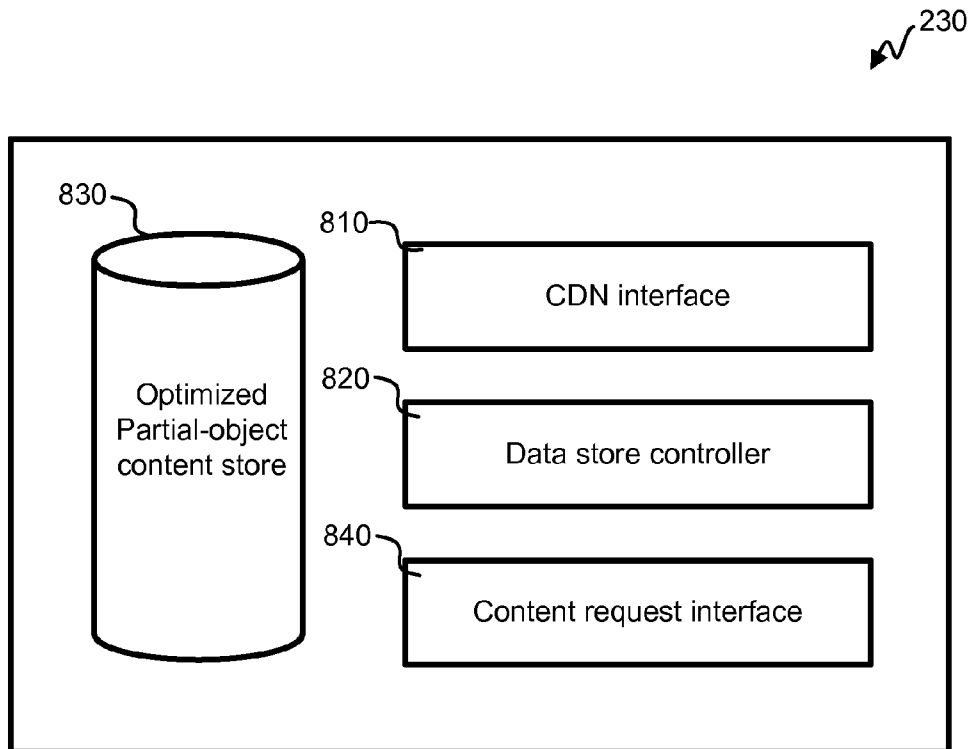 230
830
810
CDN interface
820
Optimized
Partial-object
content store
Data store controller
840
Content request interface